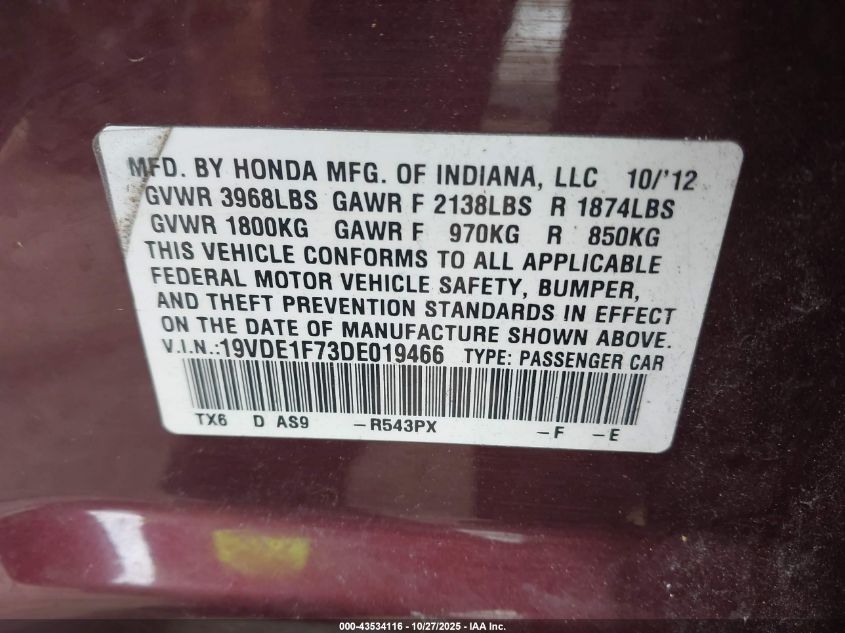 MFD. BY HONDA MFG. OF INDIANA, LLC 10/'12
GVWR 3968LBS GAWR F 2138LBS R 1874LBS
GVWR 1800KG GAWR F 970KG R 850KG
THIS VEHICLE CONFORMS TO ALL APPLICABLE
FEDERAL MOTOR VEHICLE SAFETY, BUMPER,
AND THEFT PREVENTION STANDARDS IN EFFECT
ON THE DATE OF MANUFACTURE SHOWN ABOVE.
V.I.N.:19VDE1F73DE019466 TYPE: PASSENGER CAR
TX6 D AS9 -R543PX -F -E
000-43534116 - 10/27/2025 - IAA Inc.